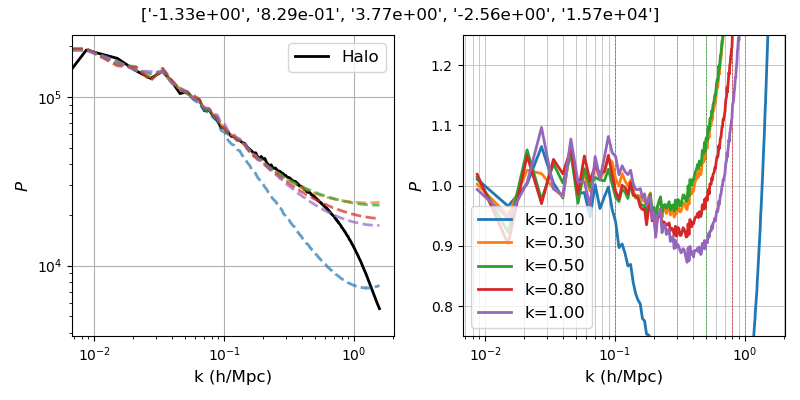 ['-1.33e+00', '8.29e-01', '3.77e+00', '-2.56e+00', '1.57e+04']
Halo
P
10^5
10^4
10^-2
10^-1
10^0
k (h/Mpc)
P
1.2
1.1
1.0
0.9
0.8
k=0.10
k=0.30
k=0.50
k=0.80
k=1.00
10^-2
10^-1
10^0
k (h/Mpc)